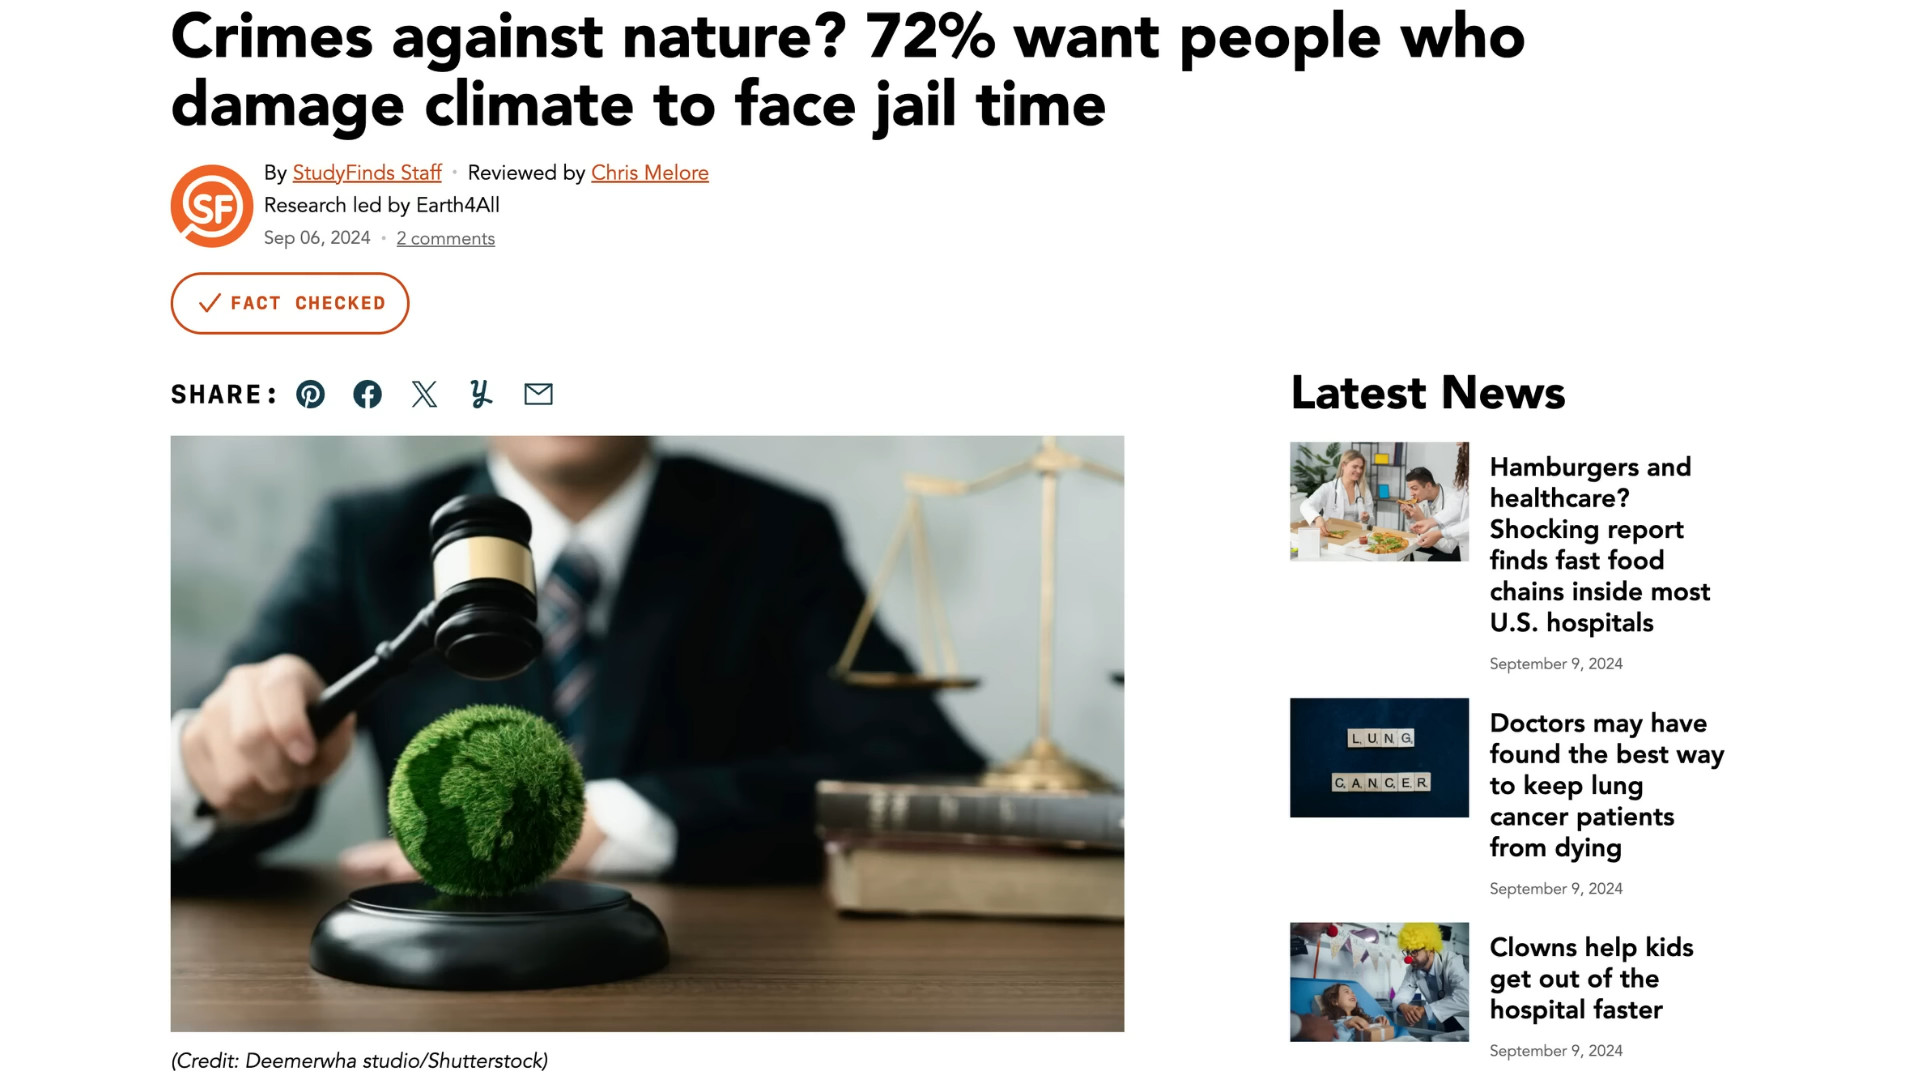 Crimes against nature? 72% want people who
damage climate to face jail time
SF
By StudyFinds Staff • Reviewed by Chris Melore
Research led by Earth4All
Sep 06, 2024 • 2 comments
FACT CHECKED
SHARE:
Latest News
Hamburgers and
healthcare?
Shocking report
finds fast food
chains inside most
U.S. hospitals
September 9, 2024
LUNG
CANCER
Doctors may have
found the best way
to keep lung
cancer patients
from dying
September 9, 2024
Clowns help kids
get out of the
hospital faster
September 9, 2024
(Credit: Deemerwha studio/Shutterstock)